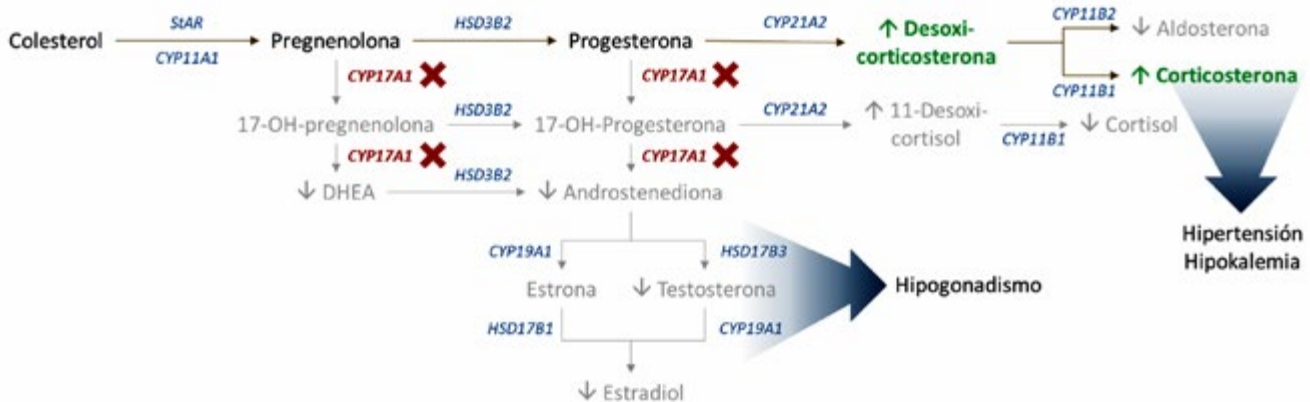 StAR
HSD3B2
CYP21A2
CYP11B2
Colesterol
Pregnenolona
Progesterona
↑ Desoxi-
corticosterona
↓ Aldosterona
CYP11A1
CYP17A1
CYP17A1
CYP11B1
↑ Corticosterona
17-OH-pregnenolona
HSD3B2
17-OH-Progesterona
CYP21A2
↑ 11-Desoxi-
cortisol
CYP11B1
↓ Cortisol
CYP17A1
CYP17A1
↓ DHEA
HSD3B2
↓ Androstenediona
CYP19A1
HSD17B3
Hipertensión
Hipokalemia
Estrona
↓ Testosterona
Hipogonadismo
HSD17B1
CYP19A1
↓ Estradiol